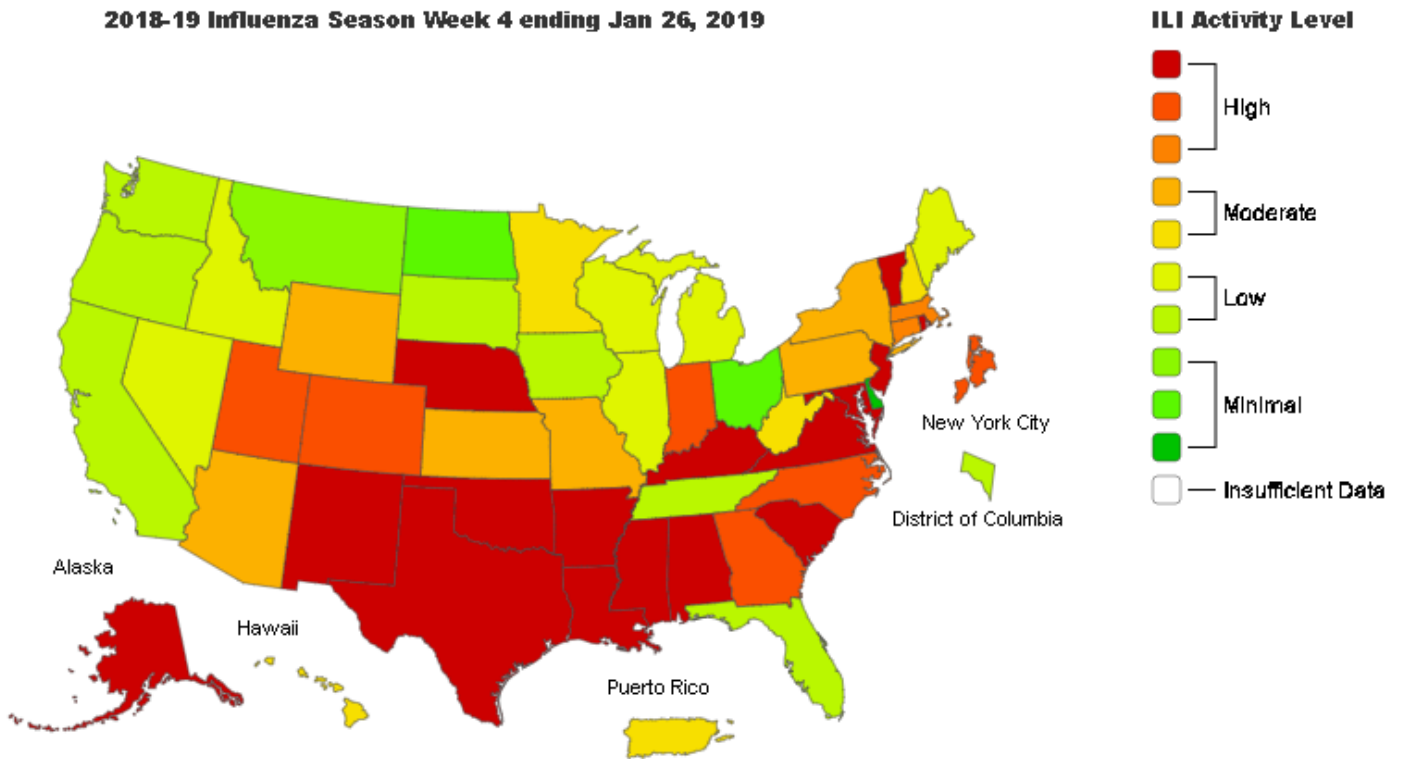 2018-19 Influenza Season Week 4 ending Jan 26, 2019
ILI Activity Level
High
Moderate
Low
Minimal
Insufficient Data
New York City
District of Columbia
Alaska
Hawaii
Puerto Rico